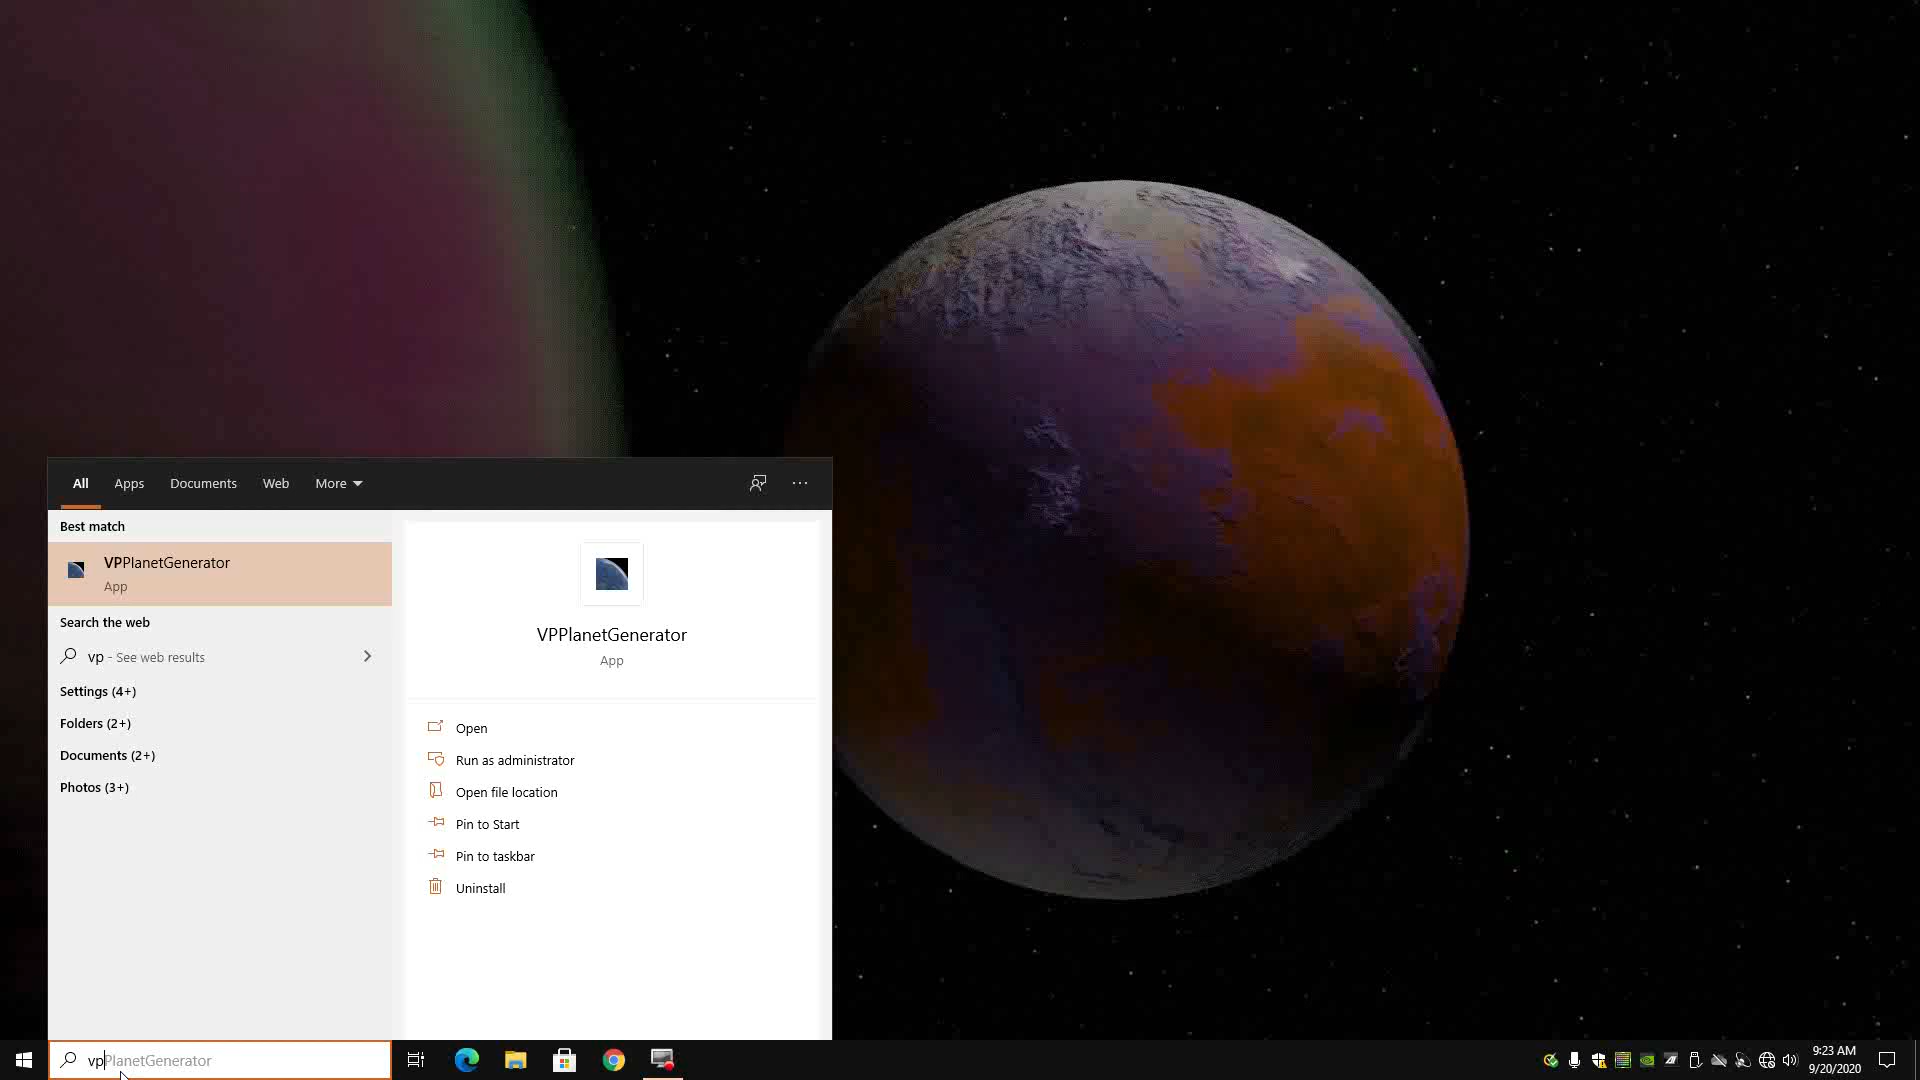 All Apps Documents Web More
Best match
VPPlanetGenerator
App
Search the web
vp - See web results
Settings (4+)
Folders (2+)
Documents (2+)
Photos (3+)
VPPlanetGenerator
App
Open
Run as administrator
Open file location
Pin to Start
Pin to taskbar
Uninstall
vpPlanetGenerator
9:23 AM
9/20/2020